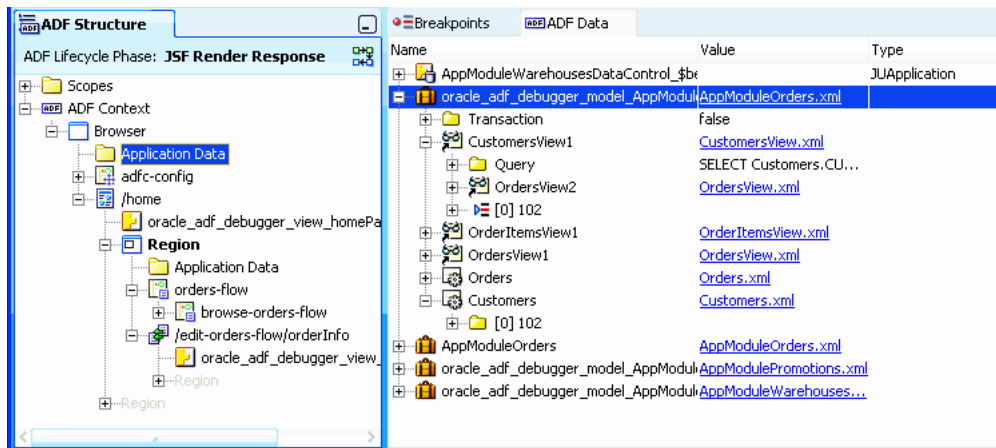 ADF Structure
ADF Lifecycle Phase: JSF Render Response
Scopes
ADF ADF Context
Browser
Application Data
adfc-config
/home
oracle_adf_debugger_view_homePa
Region
Application Data
orders-flow
browse-orders-flow
/edit-orders-flow/orderInfo
oracle_adf_debugger_view_
Region
Region
Breakpoints ADF ADF Data
Name Value Type
AppModuleWarehousesDataControl_$be JUApplication
oracle_adf_debugger_model_AppModul AppModuleOrders.xml
Transaction false
CustomersView1 CustomersView.xml
Query SELECT Customers.CU...
OrdersView2 OrdersView.xml
[0] 102
OrderItemsView1 OrderItemsView.xml
OrdersView1 OrdersView.xml
Orders Orders.xml
Customers Customers.xml
[0] 102
AppModuleOrders AppModuleOrders.xml
oracle_adf_debugger_model_AppModul AppModulePromotions.xml
oracle_adf_debugger_model_AppModul AppModuleWarehouses...